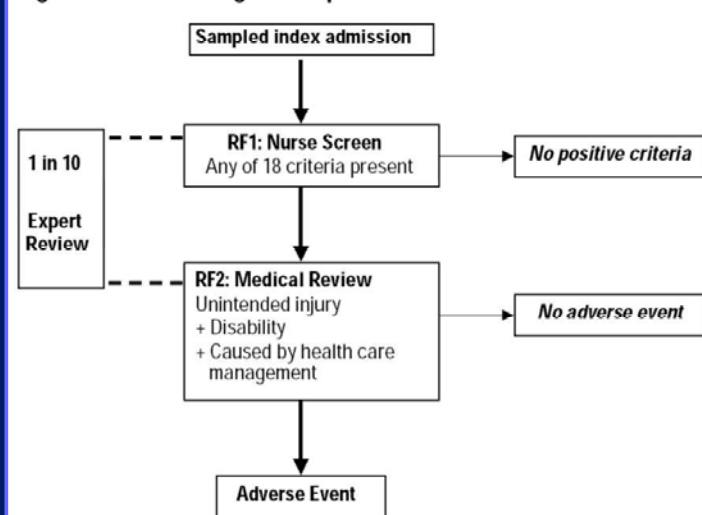 Sampled index admission
RF1: Nurse Screen
Any of 18 criteria present
No positive criteria
1 in 10
Expert
Review
RF2: Medical Review
Unintended injury
+ Disability
+ Caused by health care
management
No adverse event
Adverse Event